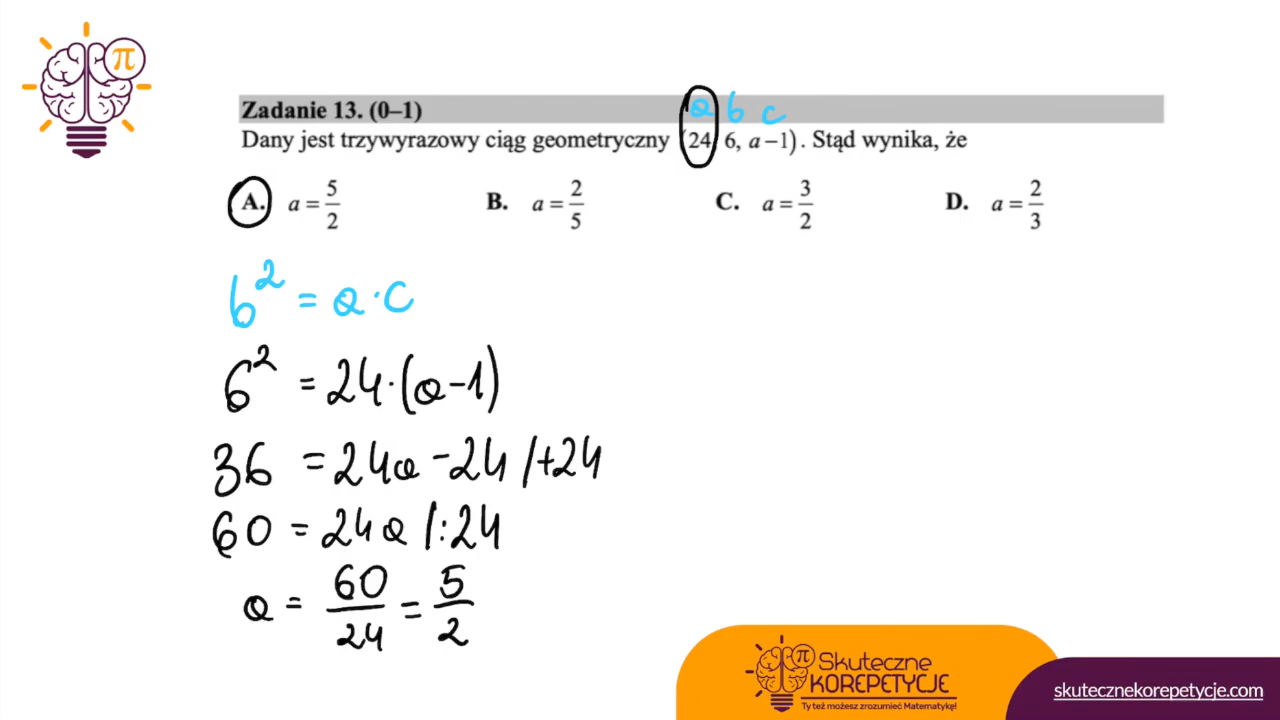 π
Zadanie 13. (0–1)
a b c
Dany jest trzywyrazowy ciąg geometryczny (24, 6, a−1). Stąd wynika, że
A. a = 5/2 B. a = 2/5 C. a = 3/2 D. a = 2/3
b² = a·c
6² = 24·(a−1)
36 = 24a −24 /+24
60 = 24a /:24
a = 60/24 = 5/2
π
Skuteczne
KOREPETYCJE
Ty też możesz zrozumieć Matematykę!
skutecznekorepetycje.com